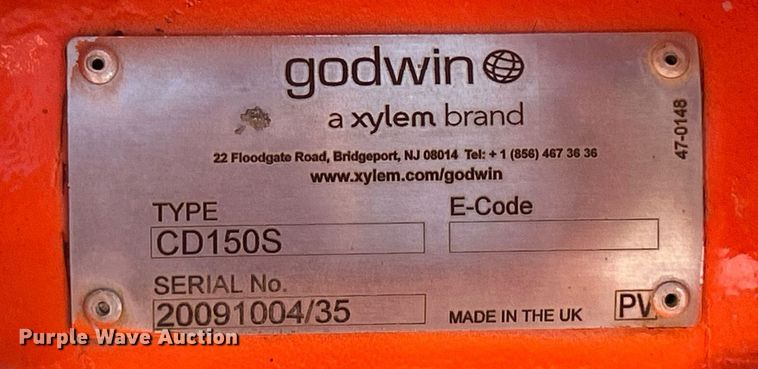 godwin
a xylem brand
22 Floodgate Road, Bridgeport, NJ 08014 Tel: + 1 (856) 467 36 36
www.xylem.com/godwin
47-0148
TYPE
CD150S
E-Code
SERIAL No.
20091004/35
MADE IN THE UK
PV
Purple Wave Auction